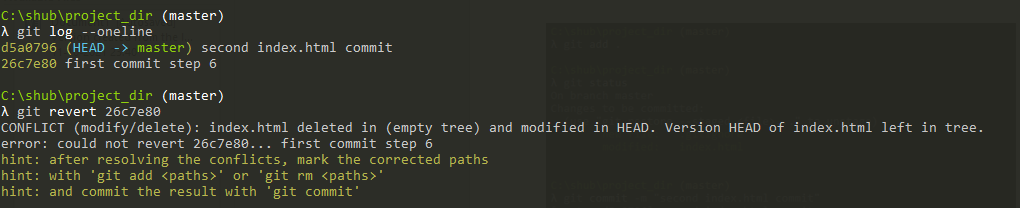 C:\shub\project_dir (master)
λ git log --oneline
d5a0796 (HEAD -> master) second index.html commit
26c7e80 first commit step 6
C:\shub\project_dir (master)
λ git revert 26c7e80
CONFLICT (modify/delete): index.html deleted in (empty tree) and modified in HEAD. Version HEAD of index.html left in tree.
error: could not revert 26c7e80... first commit step 6
hint: after resolving the conflicts, mark the corrected paths
hint: with 'git add <paths>' or 'git rm <paths>'
hint: and commit the result with 'git commit'